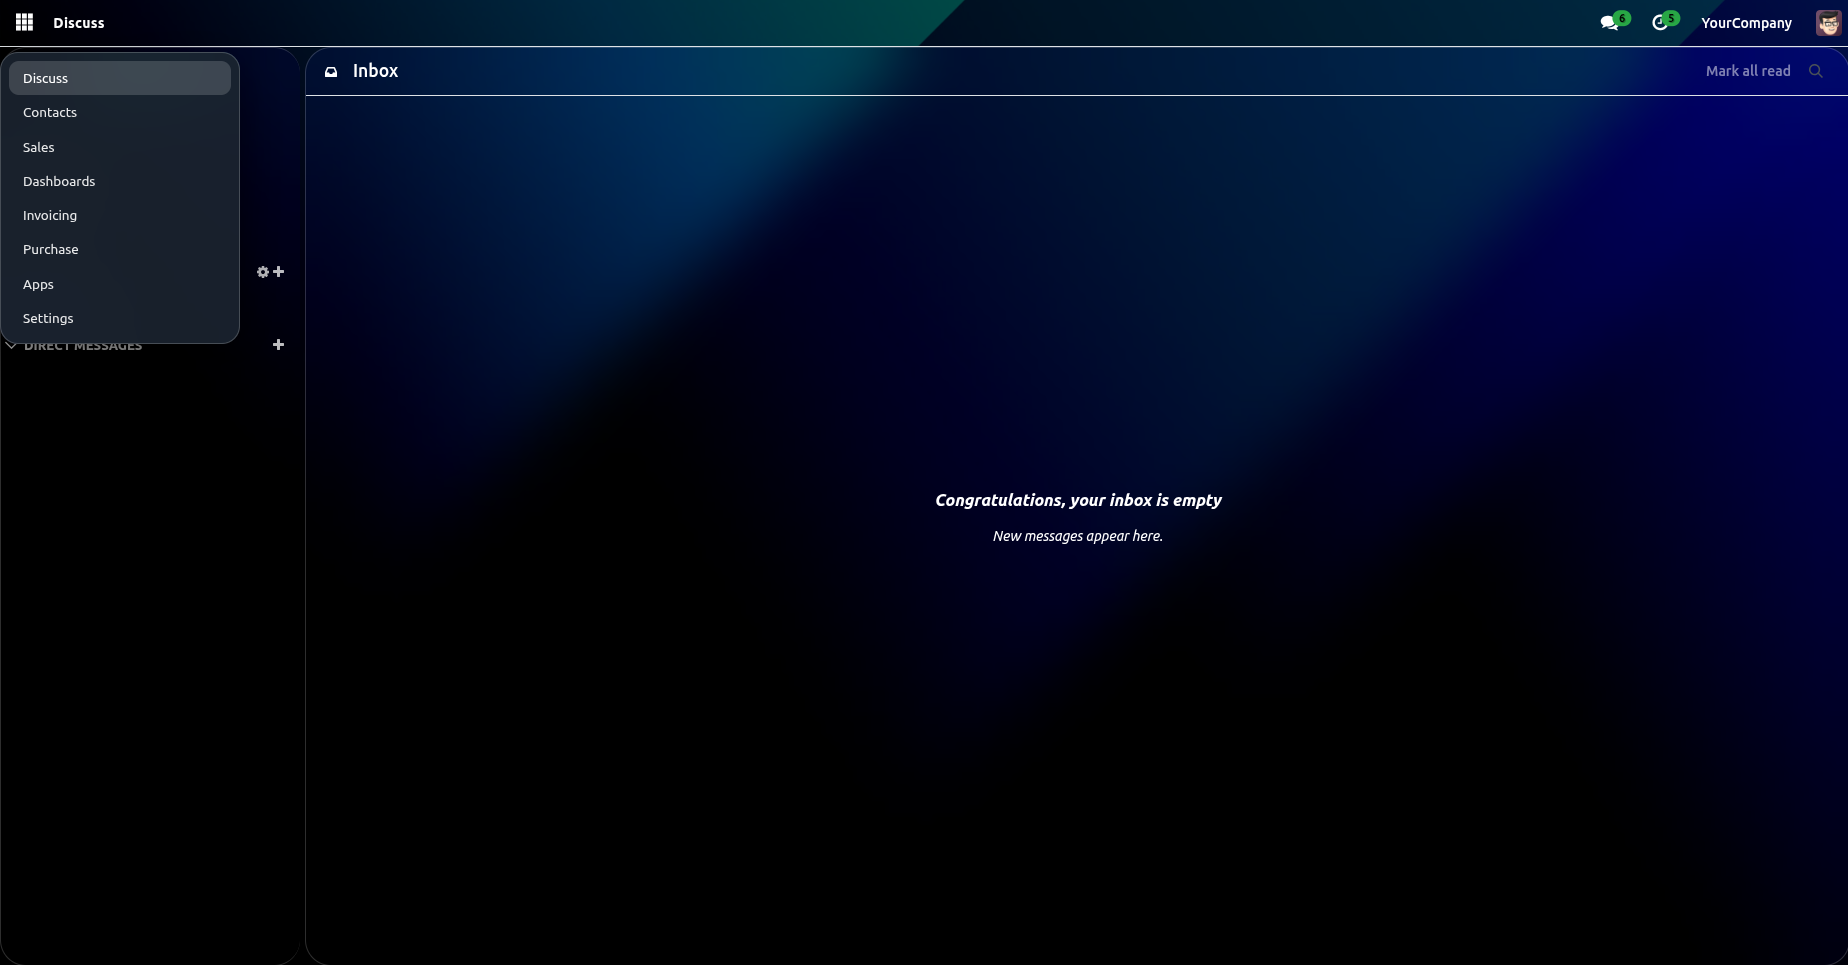 Discuss
6
5
YourCompany
Discuss
Contacts
Sales
Dashboards
Invoicing
Purchase
Apps
Settings
DIRECT MESSAGES
Inbox
Mark all read
Congratulations, your inbox is empty
New messages appear here.